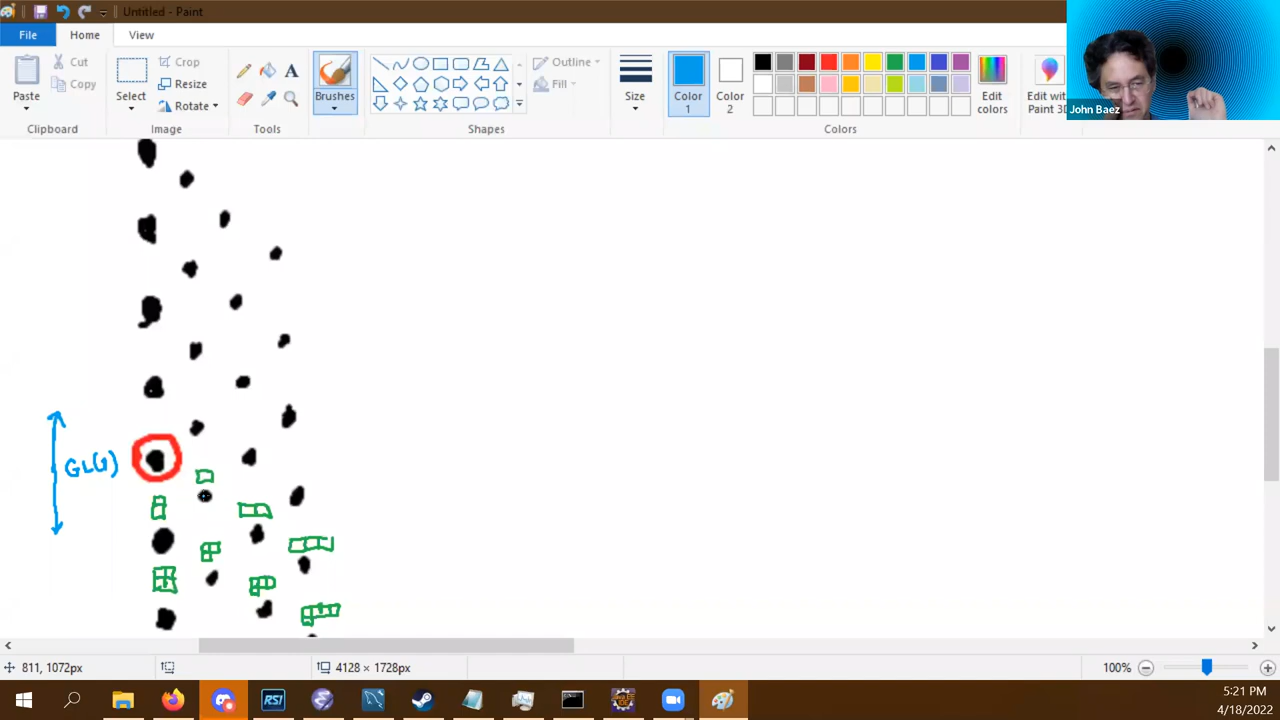 Untitled - Paint
File Home View
Paste
Cut
Copy
Clipboard
Select
Crop
Resize
Rotate
Image
Tools
Brushes
Shapes
Outline
Fill
Size
Color 1
Color 2
Edit colors
Colors
Edit with Paint 3D
John Baez
811, 1072px
4128 × 1728px
100%
RSI
5:21 PM
4/18/2022